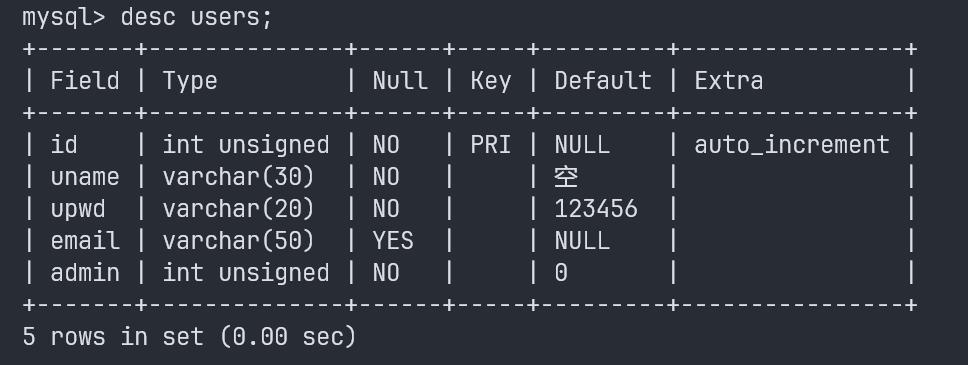 mysql> desc users;
+-------+--------------+------+-----+---------+----------------+
| Field | Type         | Null | Key | Default | Extra          |
+-------+--------------+------+-----+---------+----------------+
| id    | int unsigned | NO   | PRI | NULL    | auto_increment |
| uname | varchar(30)  | NO   |     | 空      |                |
| upwd  | varchar(20)  | NO   |     | 123456  |                |
| email | varchar(50)  | YES  |     | NULL    |                |
| admin | int unsigned | NO   |     | 0       |                |
+-------+--------------+------+-----+---------+----------------+
5 rows in set (0.00 sec)